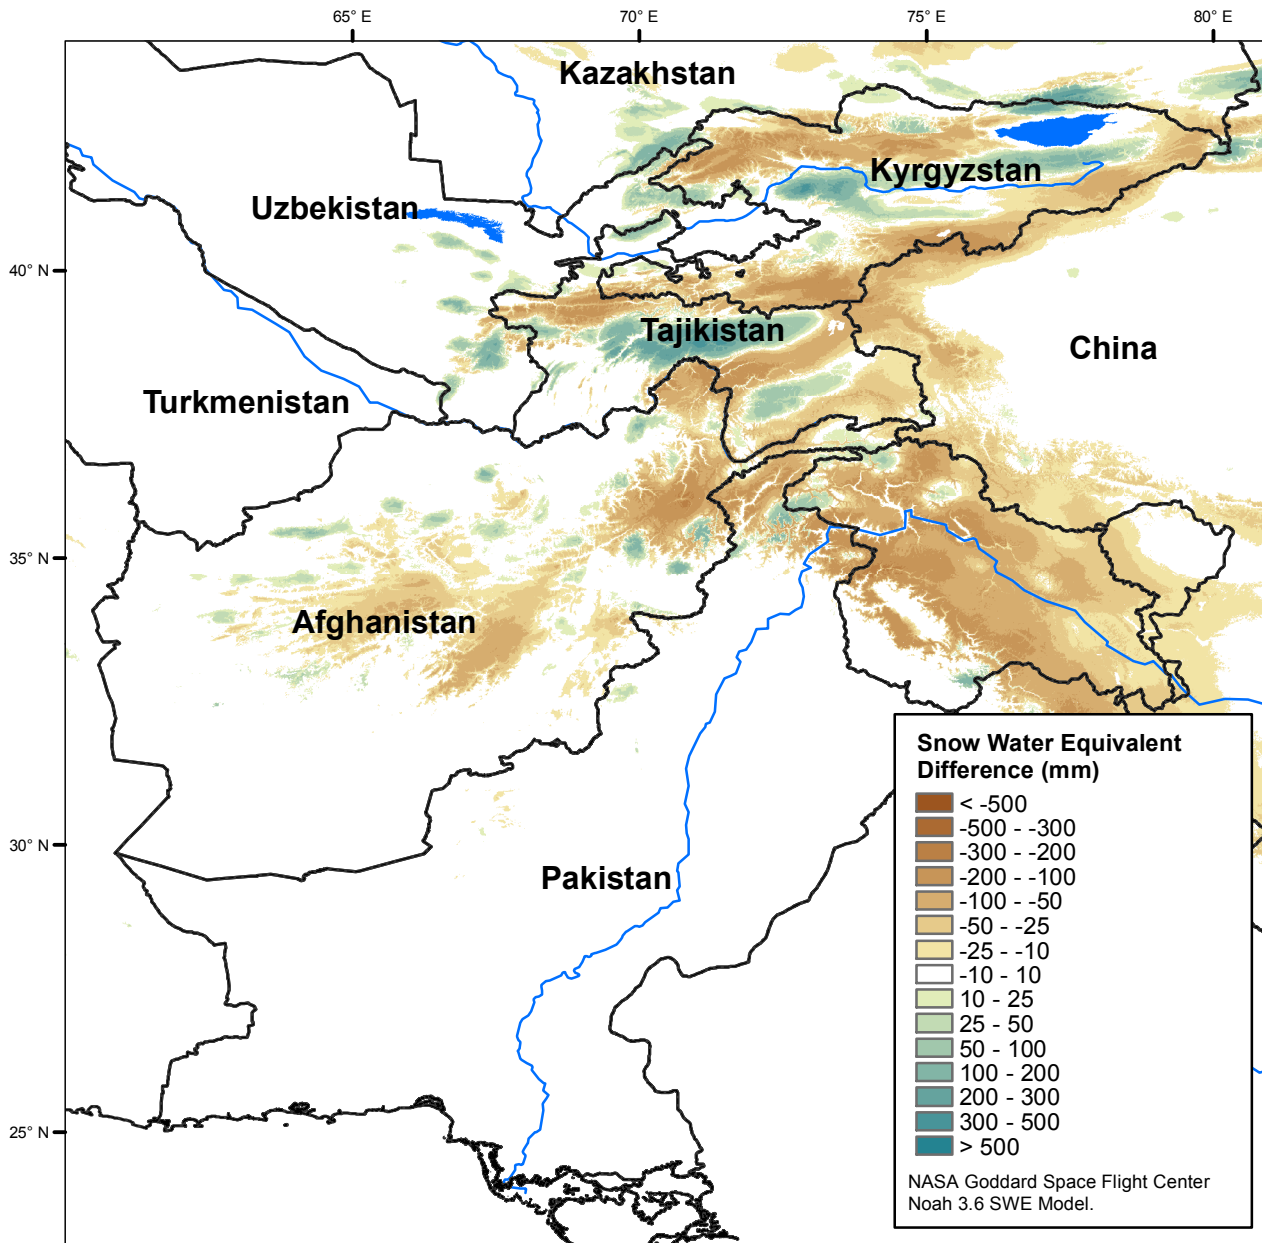 65° E 70° E 75° E 80° E
Kazakhstan
Kyrgyzstan
Uzbekistan
40° N
Tajikistan
China
Turkmenistan
35° N
Afghanistan
Snow Water Equivalent
Difference (mm)
< -500
-500 - -300
-300 - -200
-200 - -100
-100 - -50
-50 - -25
-25 - -10
-10 - 10
10 - 25
25 - 50
50 - 100
100 - 200
200 - 300
300 - 500
> 500
NASA Goddard Space Flight Center
Noah 3.6 SWE Model.
30° N
Pakistan
25° N